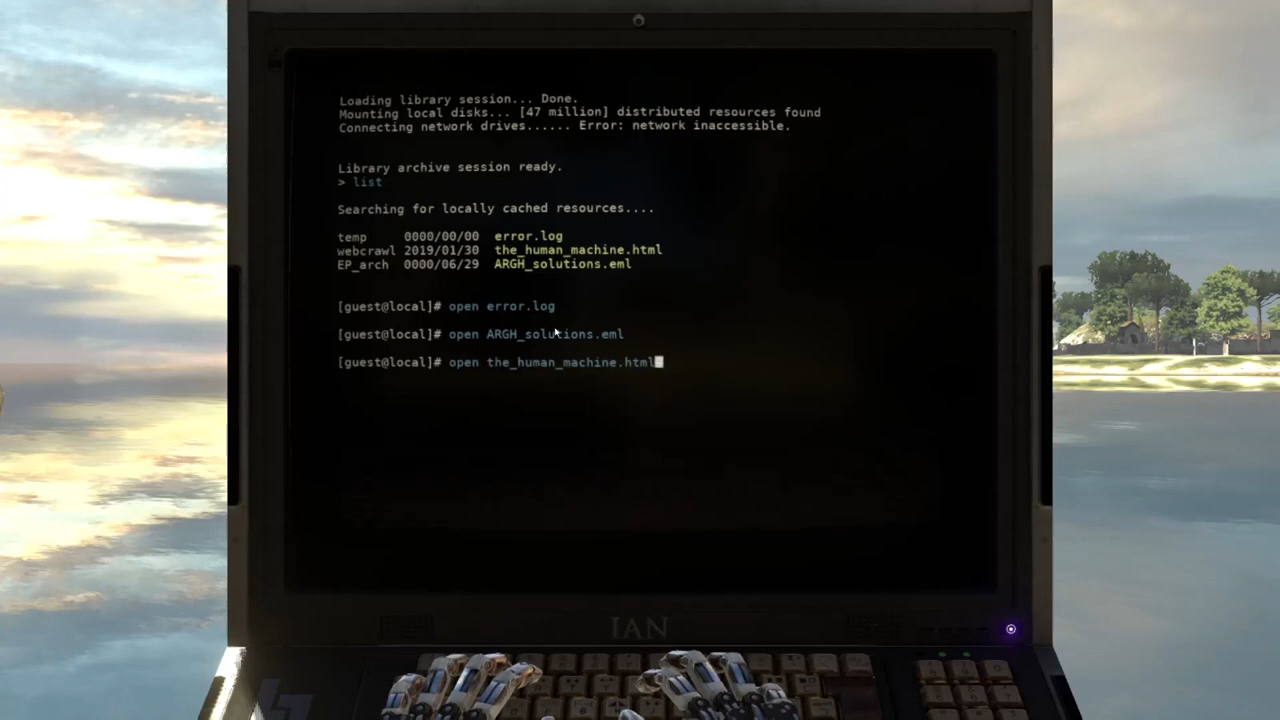 Loading library session... Done.
Mounting local disks... [47 million] distributed resources found
Connecting network drives...... Error: network inaccessible.
Library archive session ready.
> list
Searching for locally cached resources....
temp 0000/00/00 error.log
webcrawl 2019/01/30 the_human_machine.html
EP_arch 0000/06/29 ARGH_solutions.eml
[guest@local]# open error.log
[guest@local]# open ARGH_solutions.eml
[guest@local]# open the_human_machine.html
IAN